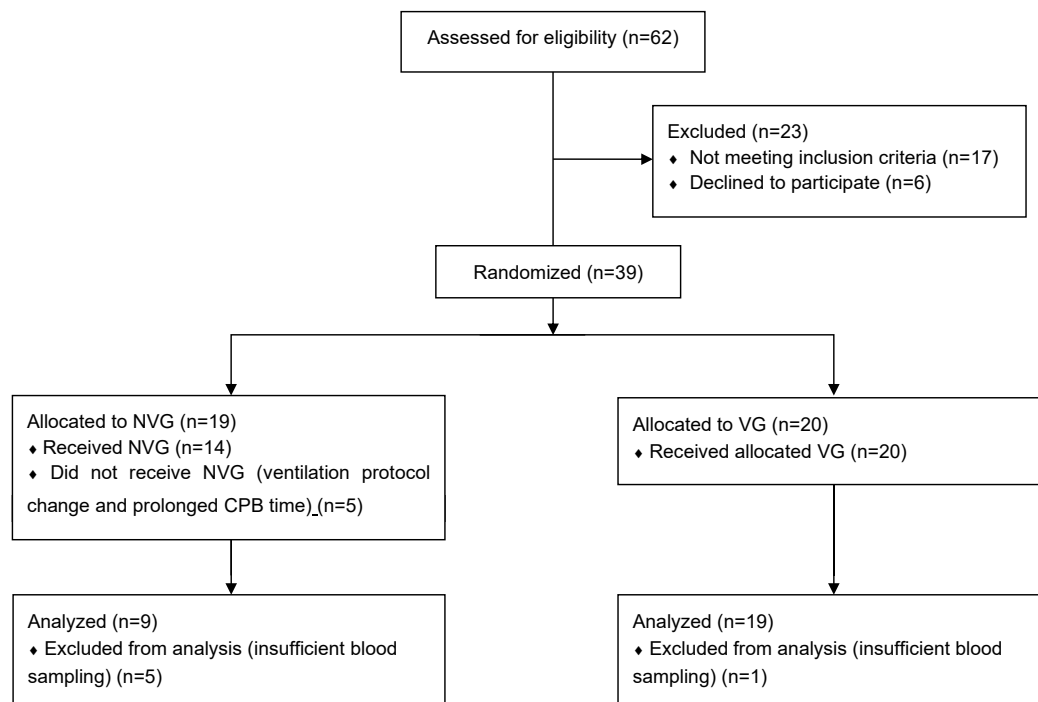 Assessed for eligibility (n=62)
Excluded (n=23)
♦ Not meeting inclusion criteria (n=17)
♦ Declined to participate (n=6)
Randomized (n=39)
Allocated to NVG (n=19)
♦ Received NVG (n=14)
♦ Did not receive NVG (ventilation protocol
change and prolonged CPB time) (n=5)
Allocated to VG (n=20)
♦ Received allocated VG (n=20)
Analyzed (n=9)
♦ Excluded from analysis (insufficient blood
sampling) (n=5)
Analyzed (n=19)
♦ Excluded from analysis (insufficient blood
sampling) (n=1)